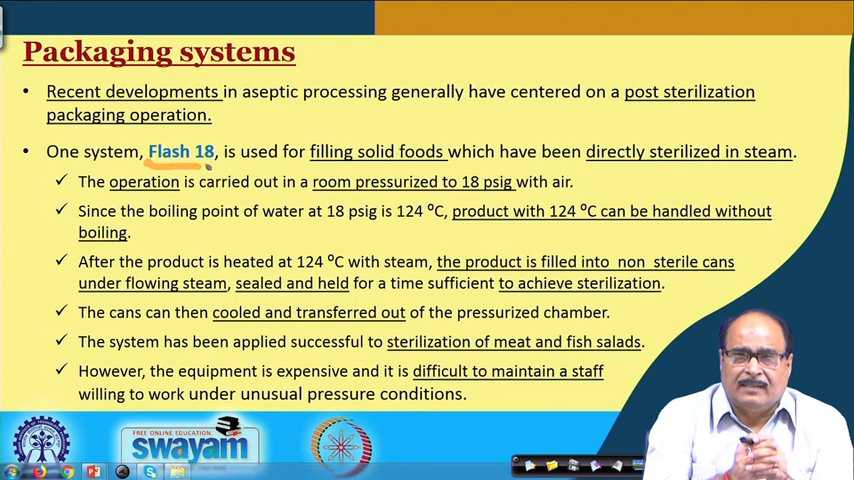 Packaging systems
• Recent developments in aseptic processing generally have centered on a post sterilization
packaging operation.
• One system, Flash 18, is used for filling solid foods which have been directly sterilized in steam.
✓ The operation is carried out in a room pressurized to 18 psig with air.
✓ Since the boiling point of water at 18 psig is 124 ⁰C, product with 124 ⁰C can be handled without
boiling.
✓ After the product is heated at 124 ⁰C with steam, the product is filled into non sterile cans
under flowing steam, sealed and held for a time sufficient to achieve sterilization.
✓ The cans can then cooled and transferred out of the pressurized chamber.
✓ The system has been applied successful to sterilization of meat and fish salads.
✓ However, the equipment is expensive and it is difficult to maintain a staff
willing to work under unusual pressure conditions.
FREE ONLINE EDUCATION
swayam